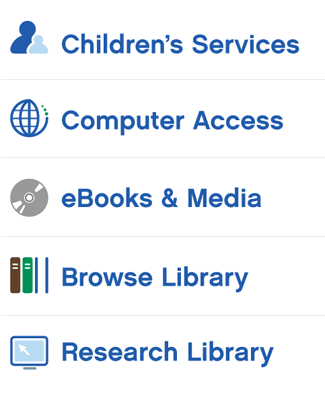 Children’s Services
Computer Access
eBooks & Media
Browse Library
Research Library